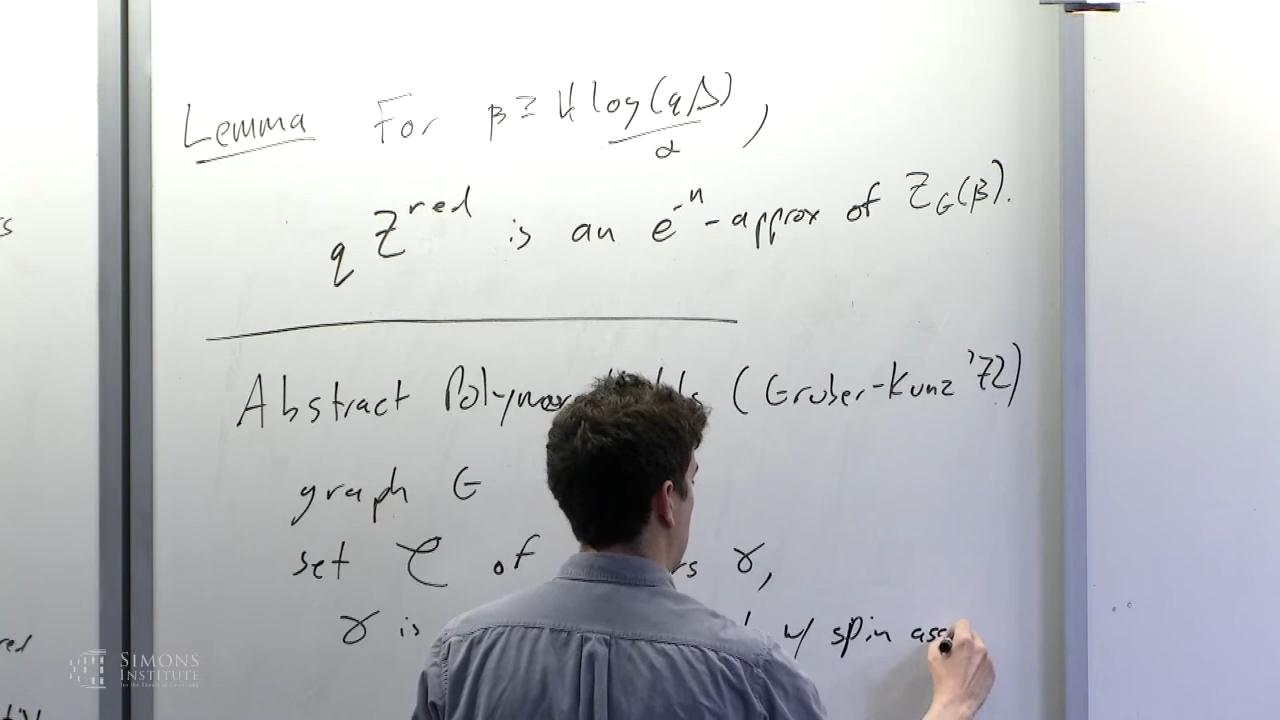 Lemma For β ≥ 4 log(qΔ)/α ,
q Z^red is an e^-n - approx of Z_G(β).
Abstract (Gruber-Kunz '72)
graph G
set C of γ,
γ is w/ spin ass
SIMONS
INSTITUTE